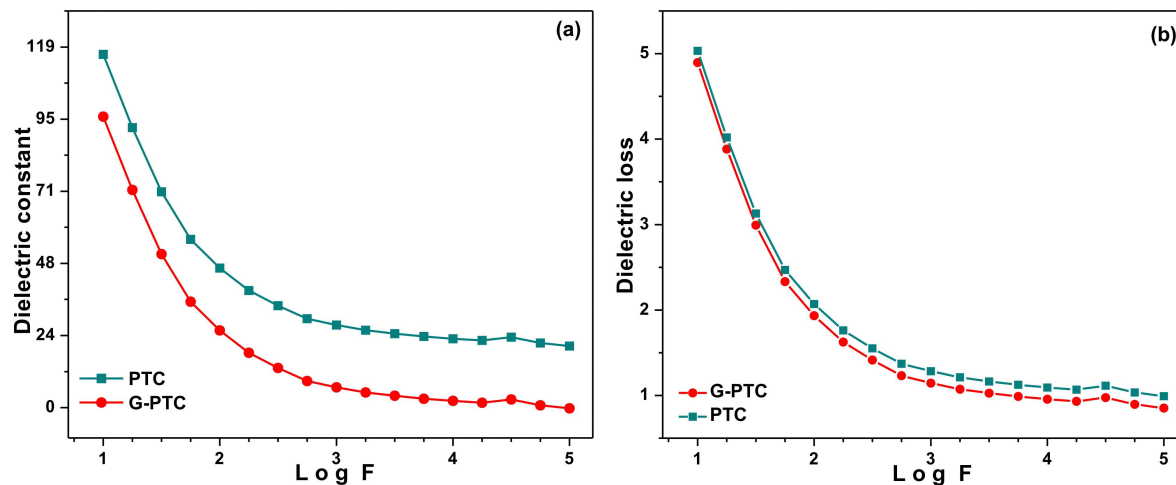 (a)
Dielectric constant
119
95
71
48
24
0
PTC
G-PTC
1 2 3 4 5
L o g F
(b)
Dielectric loss
5
4
3
2
1
G-PTC
PTC
1 2 3 4 5
L o g F